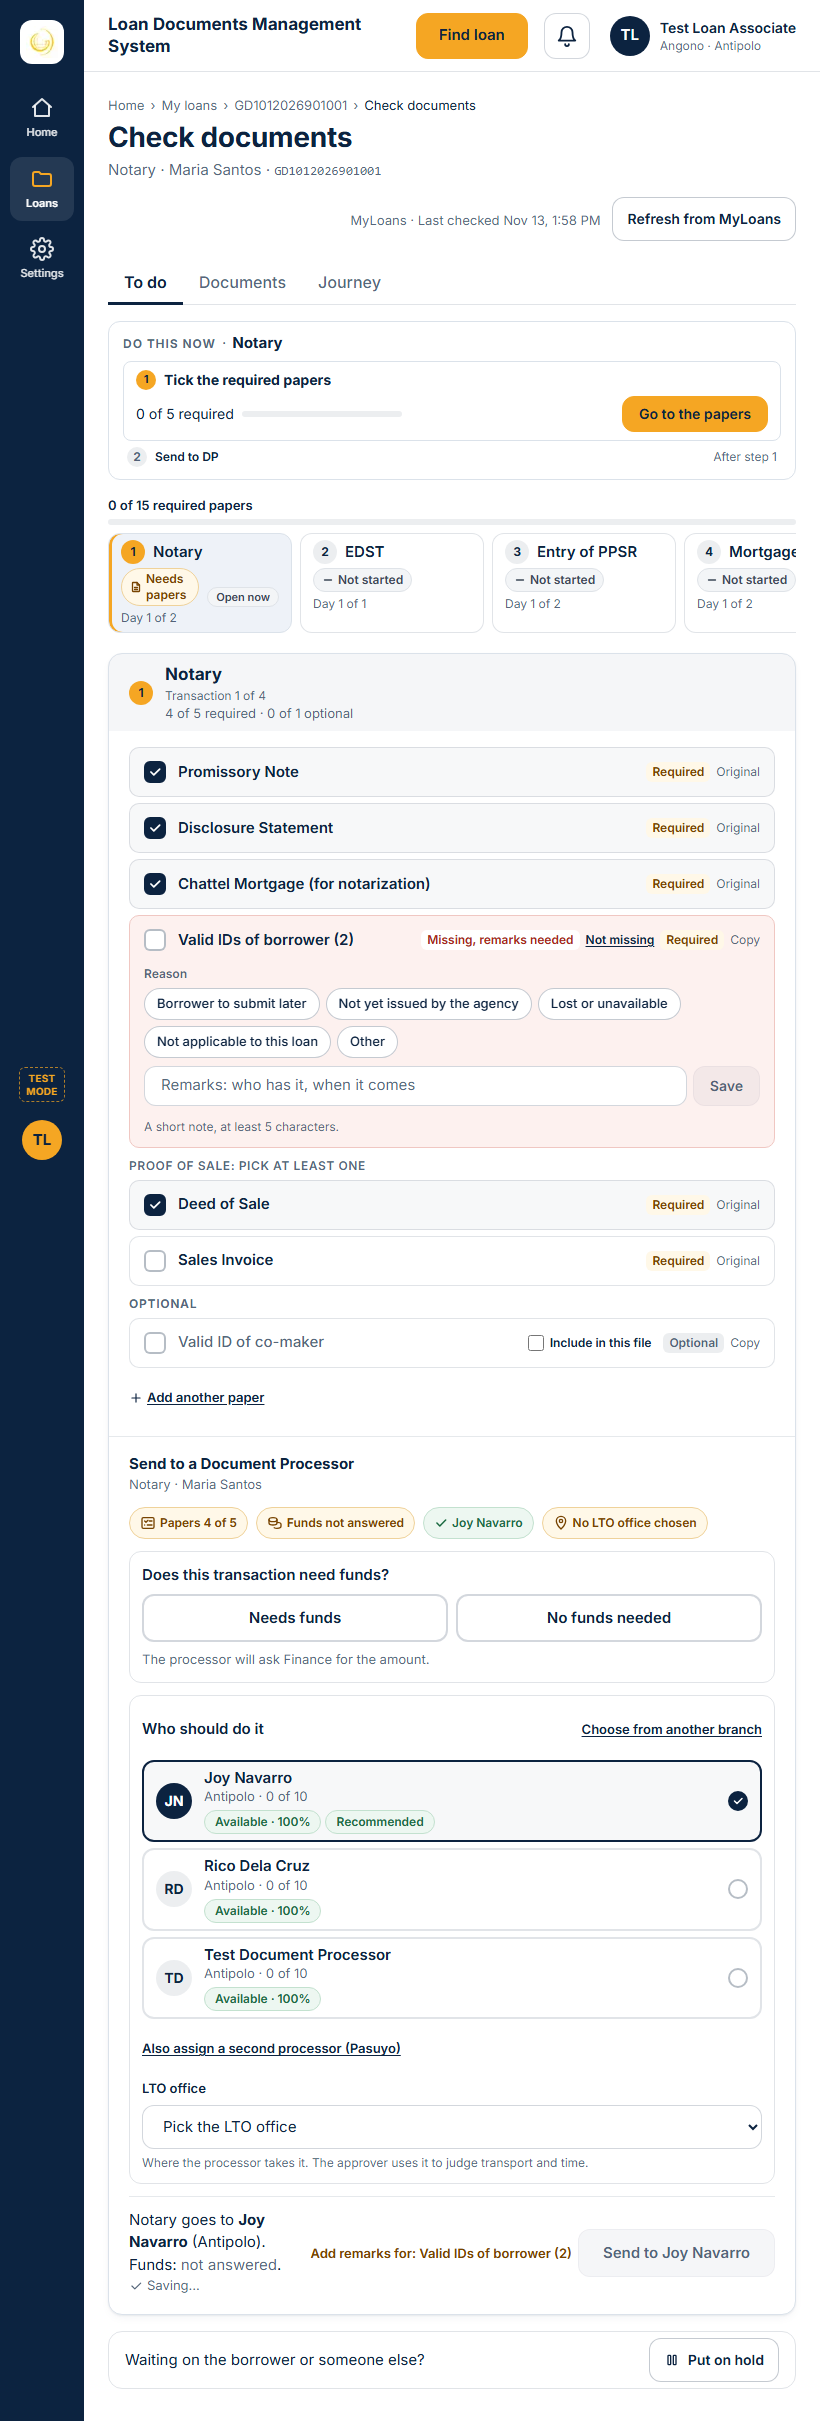 Loan Documents Management
System
Find loan
TL
Test Loan Associate
Angono · Antipolo
Home
Loans
Settings
TEST
MODE
TL
Home › My loans › GD1012026901001 › Check documents
Check documents
Notary · Maria Santos · GD1012026901001
MyLoans · Last checked Nov 13, 1:58 PM
Refresh from MyLoans
To do
Documents
Journey
DO THIS NOW · Notary
1 Tick the required papers
0 of 5 required
Go to the papers
2 Send to DP
After step 1
0 of 15 required papers
1 Notary
Needs
papers
Open now
Day 1 of 2
2 EDST
Not started
Day 1 of 1
3 Entry of PPSR
Not started
Day 1 of 2
4 Mortgage
Not started
Day 1 of 2
1
Notary
Transaction 1 of 4
4 of 5 required · 0 of 1 optional
Promissory Note Required Original
Disclosure Statement Required Original
Chattel Mortgage (for notarization) Required Original
Valid IDs of borrower (2) Missing, remarks needed Not missing Required Copy
Reason
Borrower to submit later Not yet issued by the agency Lost or unavailable
Not applicable to this loan Other
Remarks: who has it, when it comes Save
A short note, at least 5 characters.
PROOF OF SALE: PICK AT LEAST ONE
Deed of Sale Required Original
Sales Invoice Required Original
OPTIONAL
Valid ID of co-maker Include in this file Optional Copy
+ Add another paper
Send to a Document Processor
Notary · Maria Santos
Papers 4 of 5 Funds not answered Joy Navarro No LTO office chosen
Does this transaction need funds?
Needs funds No funds needed
The processor will ask Finance for the amount.
Who should do it Choose from another branch
JN
Joy Navarro
Antipolo · 0 of 10
Available · 100% Recommended
RD
Rico Dela Cruz
Antipolo · 0 of 10
Available · 100%
TD
Test Document Processor
Antipolo · 0 of 10
Available · 100%
Also assign a second processor (Pasuyo)
LTO office
Pick the LTO office
Where the processor takes it. The approver uses it to judge transport and time.
Notary goes to Joy
Navarro (Antipolo).
Funds: not answered.
Saving...
Add remarks for: Valid IDs of borrower (2)
Send to Joy Navarro
Waiting on the borrower or someone else?
Put on hold